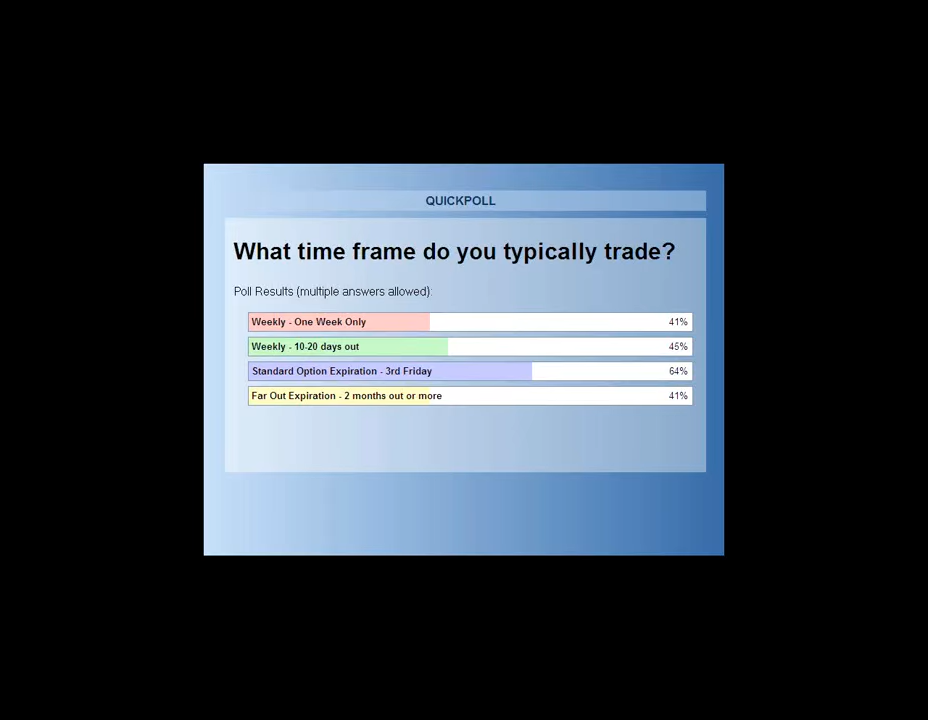 QUICKPOLL
What time frame do you typically trade?
Poll Results (multiple answers allowed):
Weekly - One Week Only 41%
Weekly - 10-20 days out 45%
Standard Option Expiration - 3rd Friday 64%
Far Out Expiration - 2 months out or more 41%